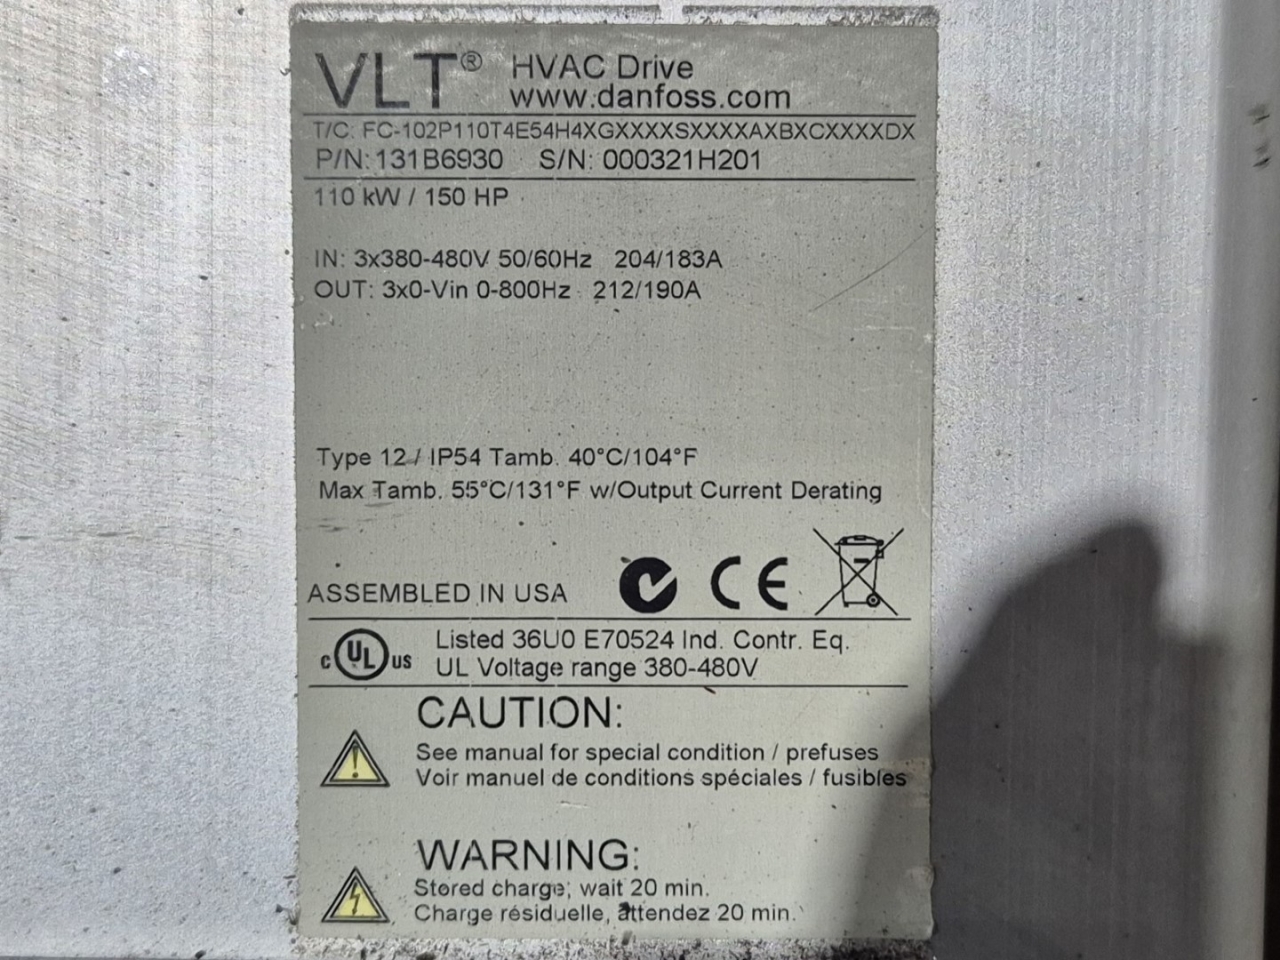 VLT® HVAC Drive
www.danfoss.com
T/C: FC-102P110T4E54H4XGXXXXSXXXXAXBXCXXXXDX
P/N: 131B6930 S/N: 000321H201
110 kW / 150 HP
IN: 3x380-480V 50/60Hz 204/183A
OUT: 3x0-Vin 0-800Hz 212/190A
Type 12 / IP54 Tamb. 40°C/104°F
Max Tamb. 55°C/131°F w/Output Current Derating
ASSEMBLED IN USA CE
c UL us Listed 36U0 E70524 Ind. Contr. Eq.
UL Voltage range 380-480V
CAUTION:
See manual for special condition / prefuses
Voir manuel de conditions spéciales / fusibles
WARNING:
Stored charge, wait 20 min.
Charge résiduelle, attendez 20 min.